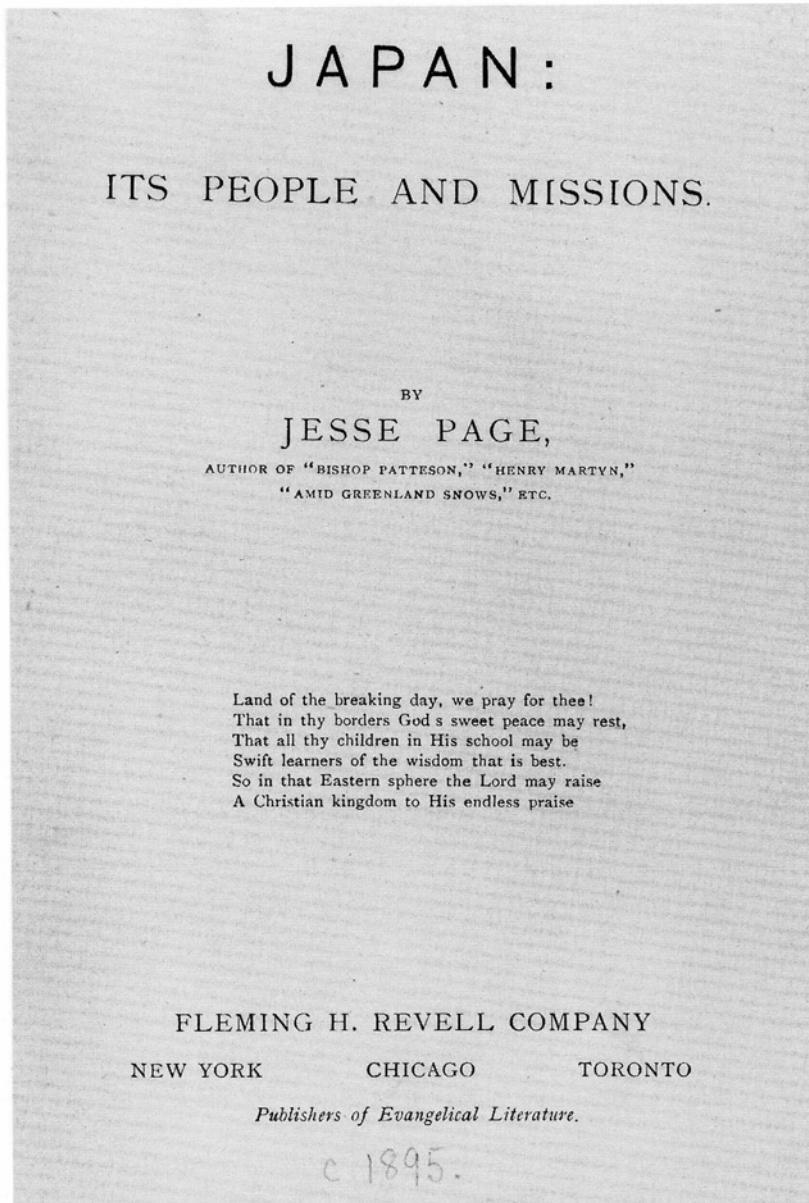 JAPAN:
ITS PEOPLE AND MISSIONS.
BY
JESSE PAGE,
AUTHOR OF "BISHOP PATTESON," "HENRY MARTYN,"
"AMID GREENLAND SNOWS," ETC.
Land of the breaking day, we pray for thee!
That in thy borders God s sweet peace may rest,
That all thy children in His school may be
Swift learners of the wisdom that is best.
So in that Eastern sphere the Lord may raise
A Christian kingdom to His endless praise
FLEMING H. REVELL COMPANY
NEW YORK CHICAGO TORONTO
Publishers of Evangelical Literature.
c 1895.